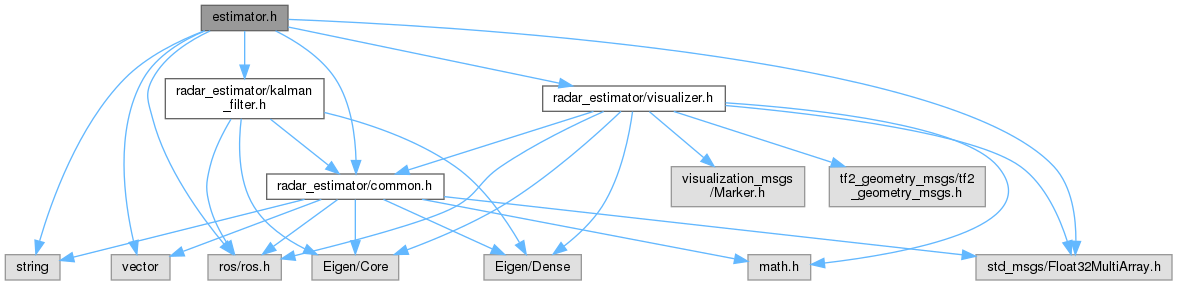 estimator.h
radar_estimator/kalman
_filter.h
radar_estimator/visualizer.h
visualization_msgs
/Marker.h
tf2_geometry_msgs/tf2
_geometry_msgs.h
radar_estimator/common.h
string
vector
ros/ros.h
Eigen/Core
Eigen/Dense
math.h
std_msgs/Float32MultiArray.h